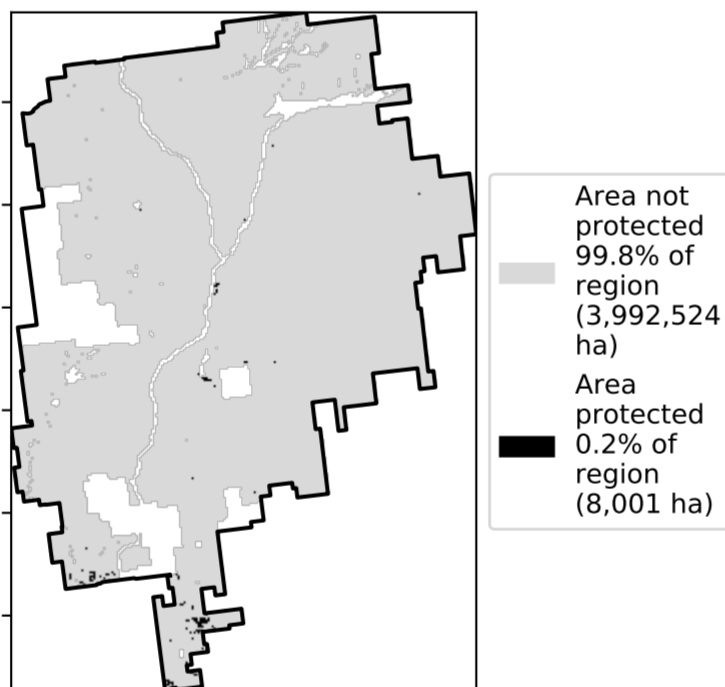 Area not
protected
99.8% of
region
(3,992,524
ha)
Area
protected
0.2% of
region
(8,001 ha)